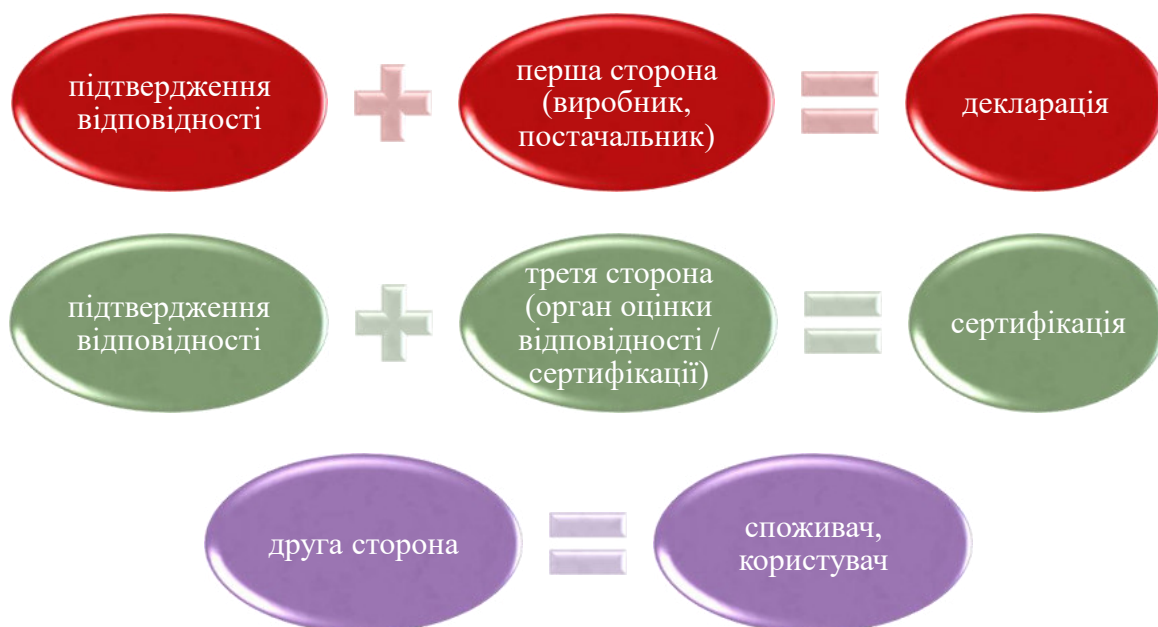 підтвердження
відповідності
перша сторона
(виробник,
постачальник)
декларація
підтвердження
відповідності
третя сторона
(орган оцінки
відповідності /
сертифікації)
сертифікація
друга сторона
споживач,
користувач